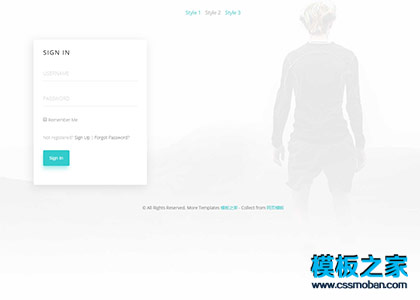 Style 1 Style 2 Style 3
SIGN IN
USERNAME
PASSWORD
Remember Me
Not registered? Sign Up | Forgot Password?
Sign In
© All Rights Reserved. More Templates 模板之家 - Collect from 网页模板
模板之家
www.cssmoban.com